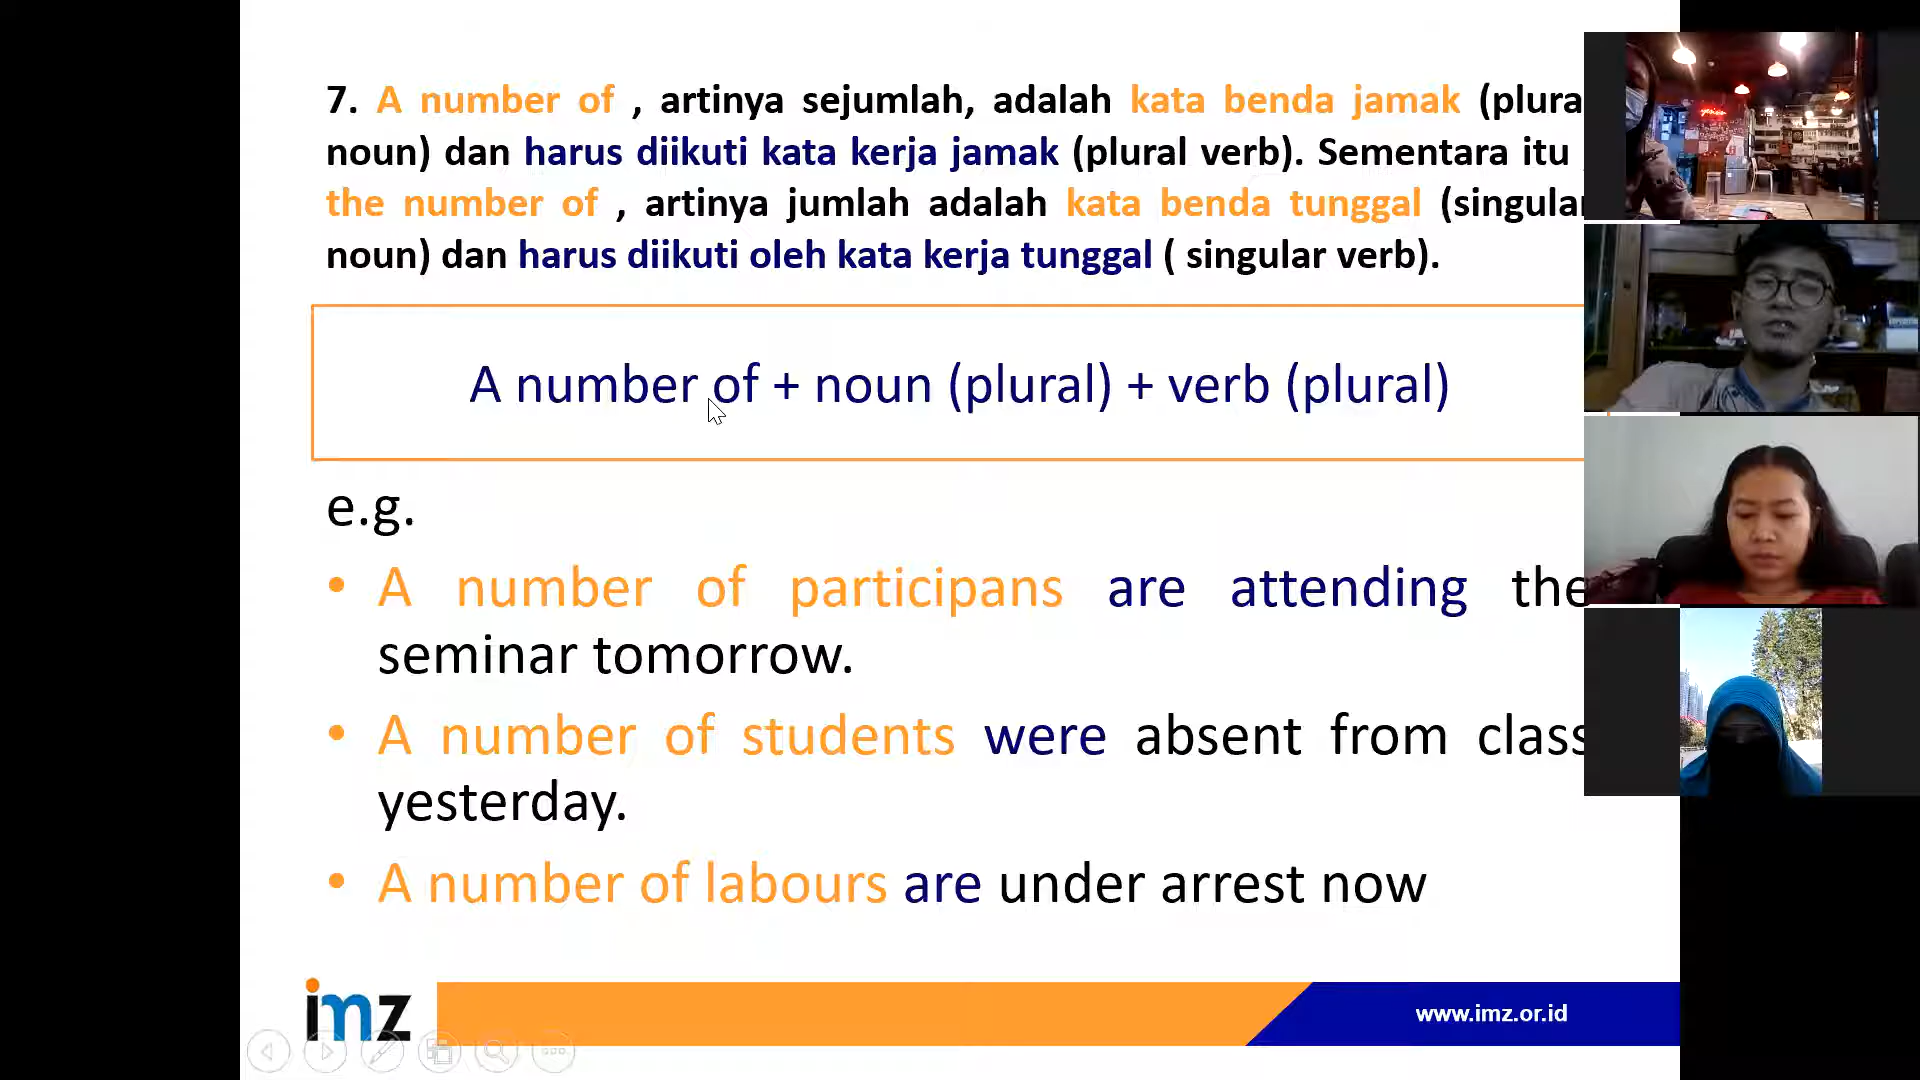 7. A number of , artinya sejumlah, adalah kata benda jamak (plura
noun) dan harus diikuti kata kerja jamak (plural verb). Sementara itu
the number of , artinya jumlah adalah kata benda tunggal (singular
noun) dan harus diikuti oleh kata kerja tunggal ( singular verb).
A number of + noun (plural) + verb (plural)
e.g.
• A number of participans are attending the
seminar tomorrow.
• A number of students were absent from class
yesterday.
• A number of labours are under arrest now
imz
www.imz.or.id